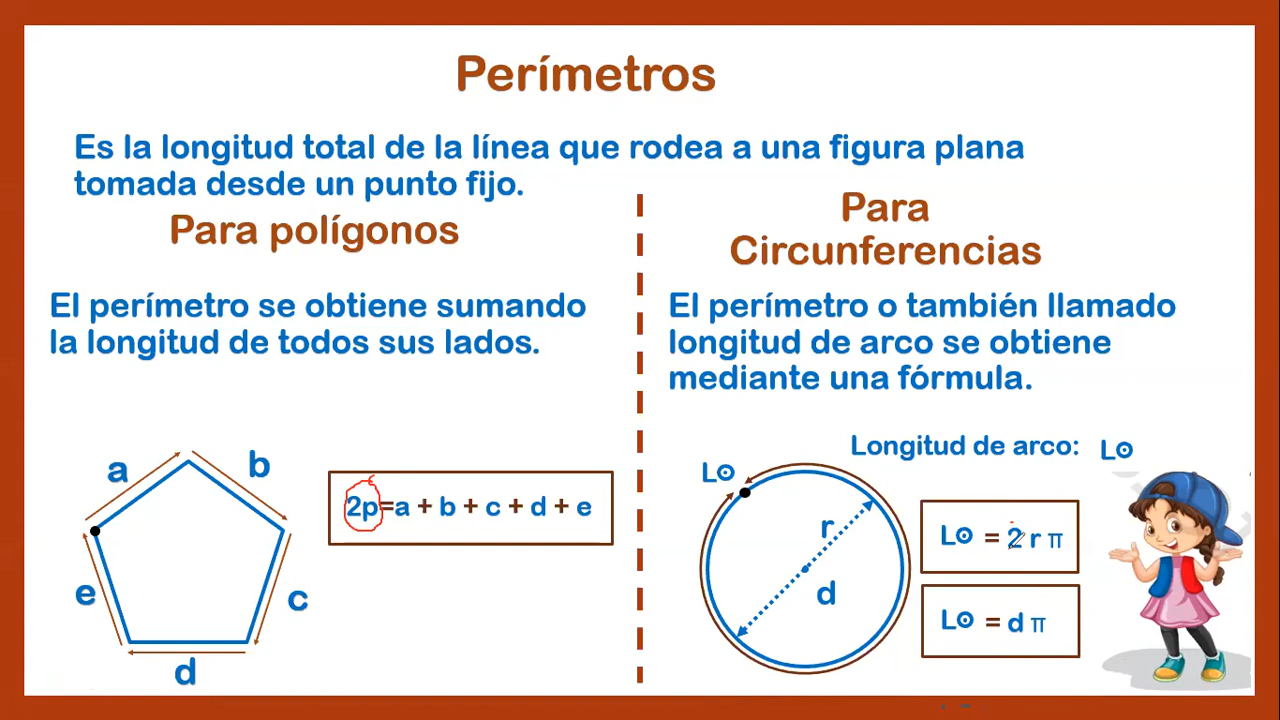 Perímetros
Es la longitud total de la línea que rodea a una figura plana
tomada desde un punto fijo.
Para polígonos
El perímetro se obtiene sumando
la longitud de todos sus lados.
a
b
c
d
e
2p=a + b + c + d + e
Para
Circunferencias
El perímetro o también llamado
longitud de arco se obtiene
mediante una fórmula.
Longitud de arco: L⊙
L⊙
r
d
L⊙ = 2 r π
L⊙ = d π